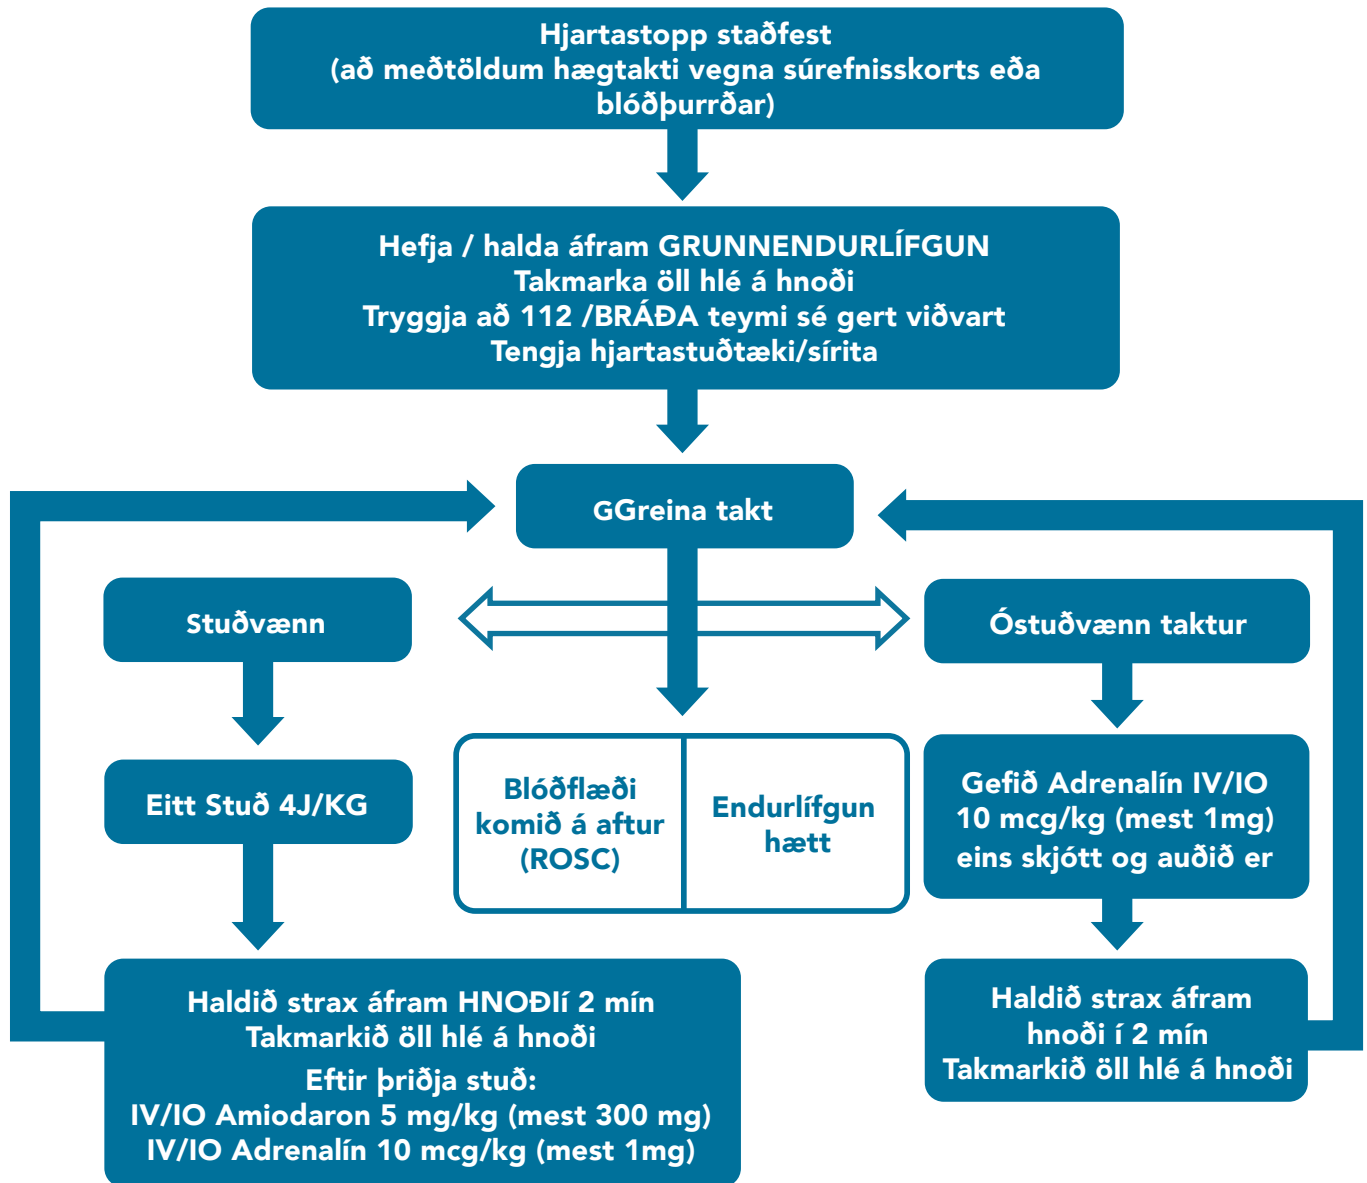 Hjartastopp staðfest
(að meðtöldum hægtakti vegna súrefnisskorts eða
blóðþurrðar)
Hefja / halda áfram GRUNNENDURLÍFGUN
Takmarka öll hlé á hnoði
Tryggja að 112 /BRÁÐA teymi sé gert viðvart
Tengja hjartastuðtæki/sírita
GGreina takt
Stuðvænn
Eitt Stuð 4J/KG
Haldið strax áfram HNOÐIí 2 mín
Takmarkið öll hlé á hnoði
Eftir þriðja stuð:
IV/IO Amiodaron 5 mg/kg (mest 300 mg)
IV/IO Adrenalín 10 mcg/kg (mest 1mg)
Blóðflæði
komið á aftur
(ROSC)
Endurlífgun
hætt
Óstuðvænn taktur
Gefið Adrenalín IV/IO
10 mcg/kg (mest 1mg)
eins skjótt og auðið er
Haldið strax áfram
hnoði í 2 mín
Takmarkið öll hlé á hnoði